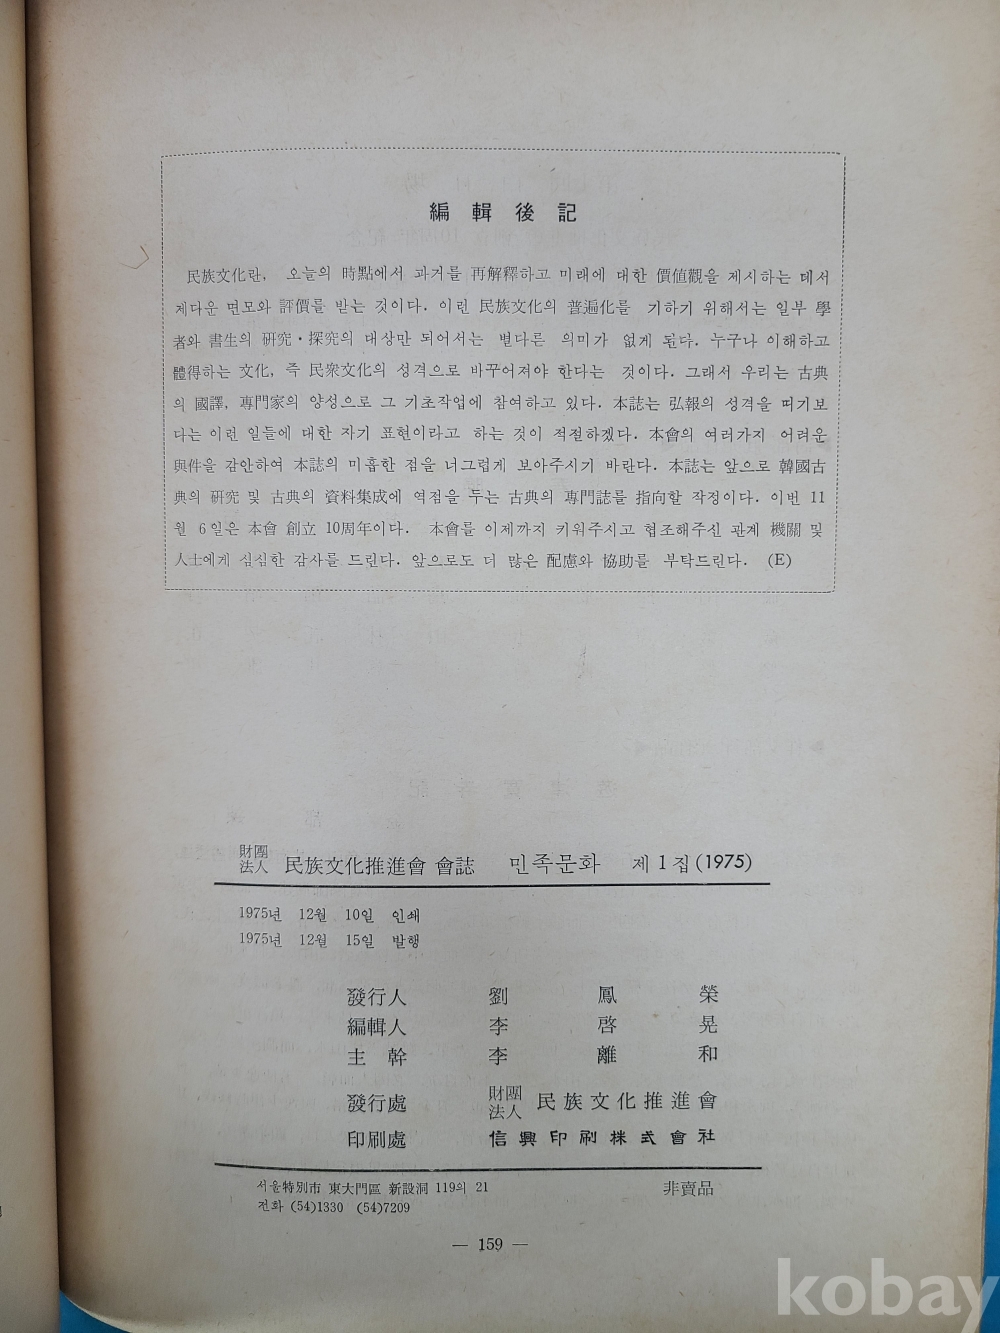 編輯後記
民族文化란, 오늘의 時點에서 과거를 再解釋하고 미래에 대한 價値觀을 제시하는 데서
제다운 면모와 評價를 받는 것이다. 이런 民族文化의 普遍化를 기하기 위해서는 일부 學
者와 書生의 硏究・探究의 대상만 되어서는 별다른 의미가 없게 된다. 누구나 이해하고
體得하는 文化, 즉 民衆文化의 성격으로 바꾸어져야 한다는 것이다. 그래서 우리는 古典
의 國譯, 專門家의 양성으로 그 기초작업에 참여하고 있다. 本誌는 弘報의 성격을 띠기보
다는 이런 일들에 대한 자기 표현이라고 하는 것이 적절하겠다. 本會의 여러가지 어려운
與件을 감안하여 本誌의 미흡한 점을 너그럽게 보아주시기 바란다. 本誌는 앞으로 韓國古
典의 硏究 및 古典의 資料集成에 역점을 두는 古典의 專門誌를 指向할 작정이다. 이번 11
월 6일은 本會 創立 10周年이다. 本會를 이제까지 키워주시고 협조해주신 관계 機關 및
人士에게 심심한 감사를 드린다. 앞으로도 더 많은 配慮와 協助를 부탁드린다. (E)
財團法人 民族文化推進會 會誌 민족문화 제 1 집 (1975)
1975년 12월 10일 인쇄
1975년 12월 15일 발행
發行人 劉鳳榮
編輯人 李啓晃
主幹 李離和
發行處 財團法人 民族文化推進會
印刷處 信興印刷株式會社
서울特別市 東大門區 新設洞 119의 21 非賣品
전화 (54)1330 (54)7209
— 159 —
kobay